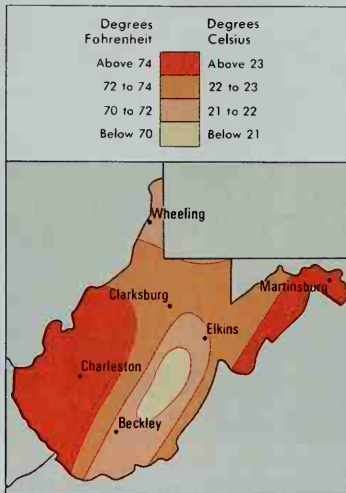 Degrees Fahrenheit
Degrees Celsius
Above 74 Above 23
72 to 74 22 to 23
70 to 72 21 to 22
Below 70 Below 21
Wheeling
Martinsburg
Clarksburg
Elkins
Charleston
Beckley